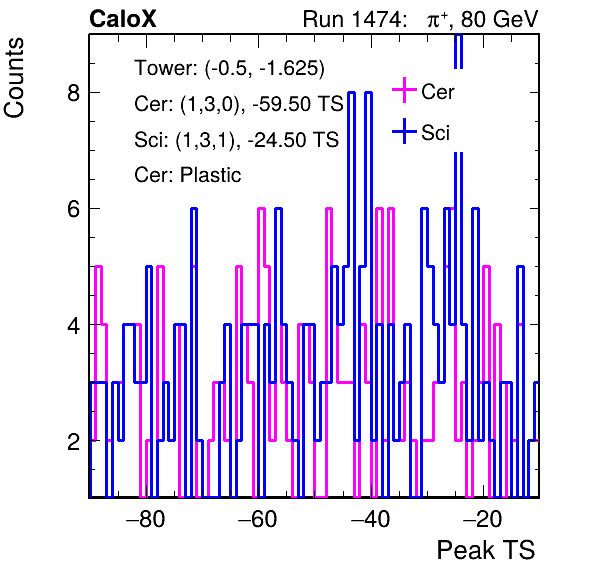 CaloX Run 1474: π⁺, 80 GeV
Counts
Tower: (-0.5, -1.625)
Cer: (1,3,0), -59.50 TS
Sci: (1,3,1), -24.50 TS
Cer: Plastic
Cer
Sci
8
6
4
2
−80 −60 −40 −20
Peak TS